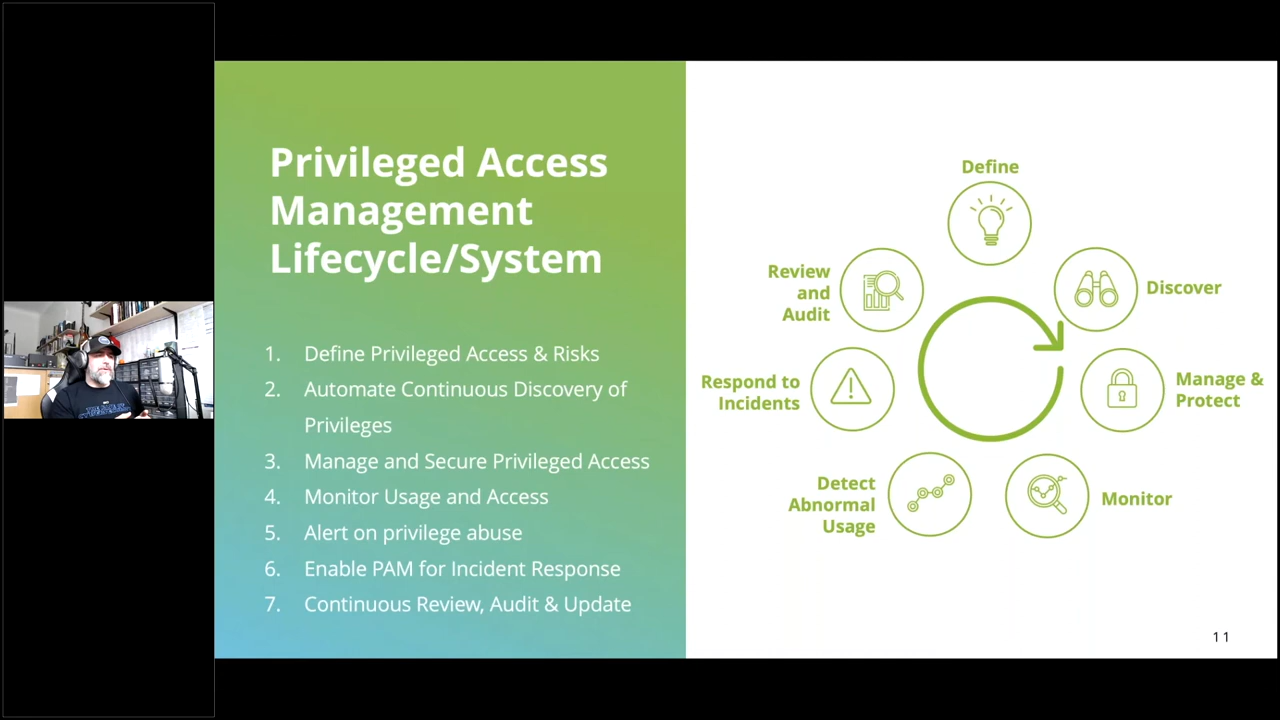 Privileged Access
Management
Lifecycle/System
1. Define Privileged Access & Risks
2. Automate Continuous Discovery of
Privileges
3. Manage and Secure Privileged Access
4. Monitor Usage and Access
5. Alert on privilege abuse
6. Enable PAM for Incident Response
7. Continuous Review, Audit & Update
Define
Discover
Manage &
Protect
Monitor
Detect
Abnormal
Usage
Respond to
Incidents
Review
and
Audit
11